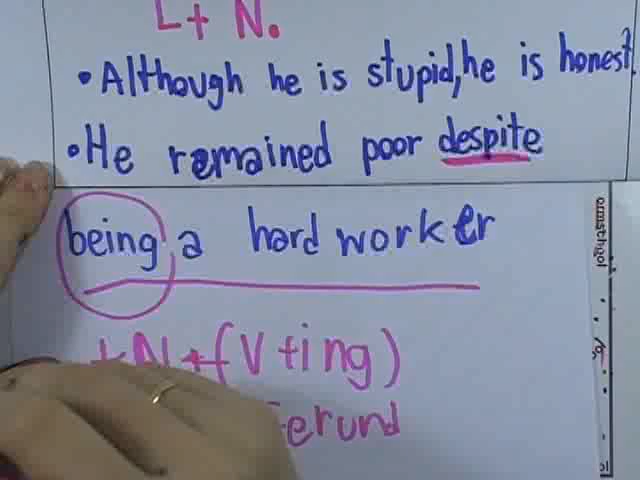 L+ N.
• Although he is stupid, he is honest.
• He remained poor despite
being a hard worker
+N+(V+ing)
erund